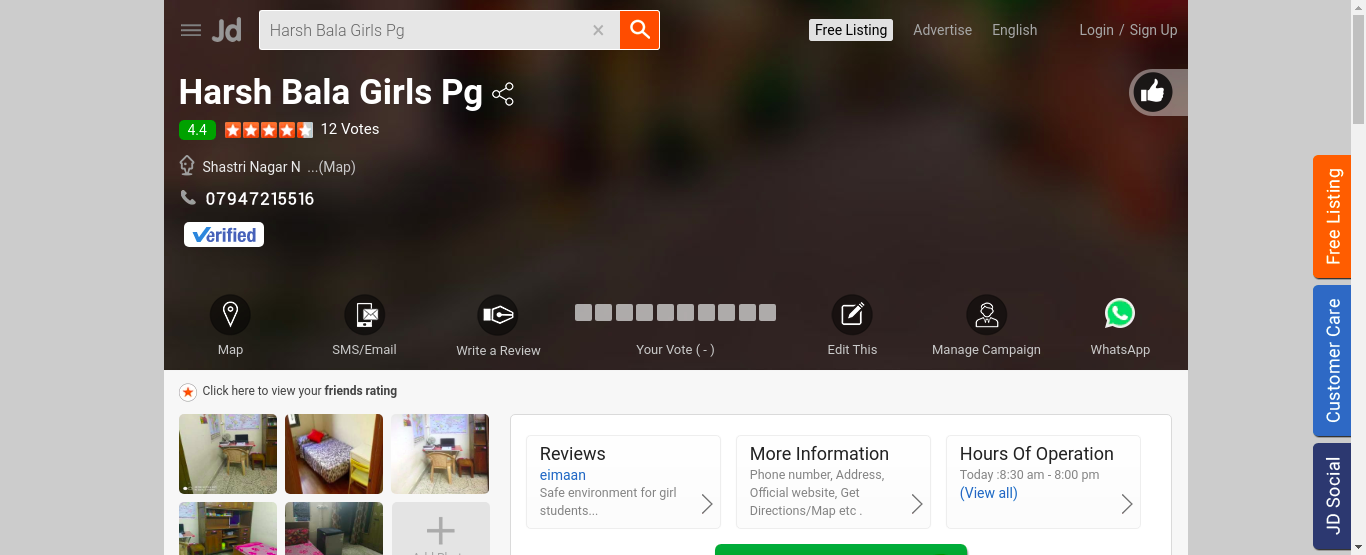 Jd
Harsh Bala Girls Pg
Free Listing
Advertise
English
Login / Sign Up
Harsh Bala Girls Pg
4.4
12 Votes
Shastri Nagar N ...(Map)
07947215516
Verified
Map
SMS/Email
Write a Review
Your Vote ( - )
Edit This
Manage Campaign
WhatsApp
Click here to view your friends rating
Reviews
eimaan
Safe environment for girl
students...
More Information
Phone number, Address,
Official website, Get
Directions/Map etc .
Hours Of Operation
Today :8:30 am - 8:00 pm
(View all)
Free Listing
Customer Care
JD Social